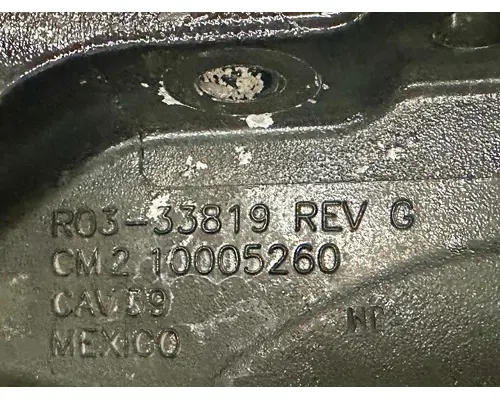 R03-33819 REV G
CM2 10005260
CAV 39
MEXICO